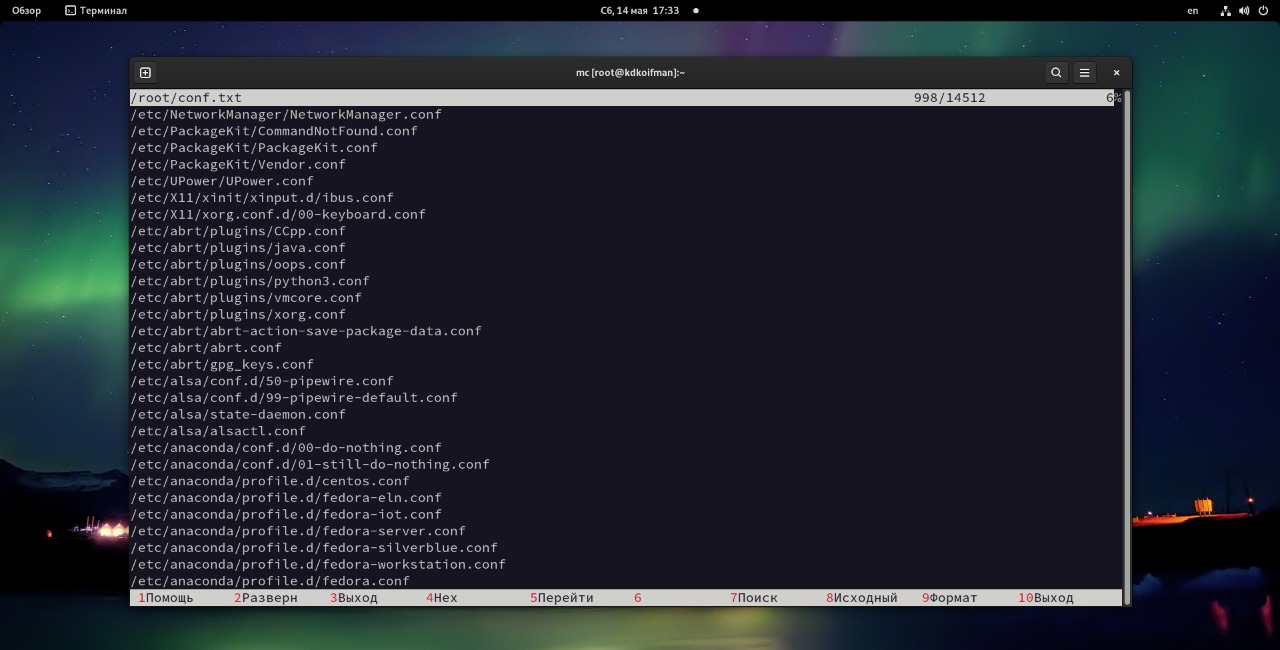 Обзор Терминал Сб, 14 мая 17:33 en
mc [root@kdkoifman]:~
/root/conf.txt 998/14512 6%
/etc/NetworkManager/NetworkManager.conf
/etc/PackageKit/CommandNotFound.conf
/etc/PackageKit/PackageKit.conf
/etc/PackageKit/Vendor.conf
/etc/UPower/UPower.conf
/etc/X11/xinit/xinput.d/ibus.conf
/etc/X11/xorg.conf.d/00-keyboard.conf
/etc/abrt/plugins/CCpp.conf
/etc/abrt/plugins/java.conf
/etc/abrt/plugins/oops.conf
/etc/abrt/plugins/python3.conf
/etc/abrt/plugins/vmcore.conf
/etc/abrt/plugins/xorg.conf
/etc/abrt/abrt-action-save-package-data.conf
/etc/abrt/abrt.conf
/etc/abrt/gpg_keys.conf
/etc/alsa/conf.d/50-pipewire.conf
/etc/alsa/conf.d/99-pipewire-default.conf
/etc/alsa/state-daemon.conf
/etc/alsa/alsactl.conf
/etc/anaconda/conf.d/00-do-nothing.conf
/etc/anaconda/conf.d/01-still-do-nothing.conf
/etc/anaconda/profile.d/centos.conf
/etc/anaconda/profile.d/fedora-eln.conf
/etc/anaconda/profile.d/fedora-iot.conf
/etc/anaconda/profile.d/fedora-server.conf
/etc/anaconda/profile.d/fedora-silverblue.conf
/etc/anaconda/profile.d/fedora-workstation.conf
/etc/anaconda/profile.d/fedora.conf
1Помощь 2Разверн 3Выход 4Hex 5Перейти 6 7Поиск 8Исходный 9Формат 10Выход